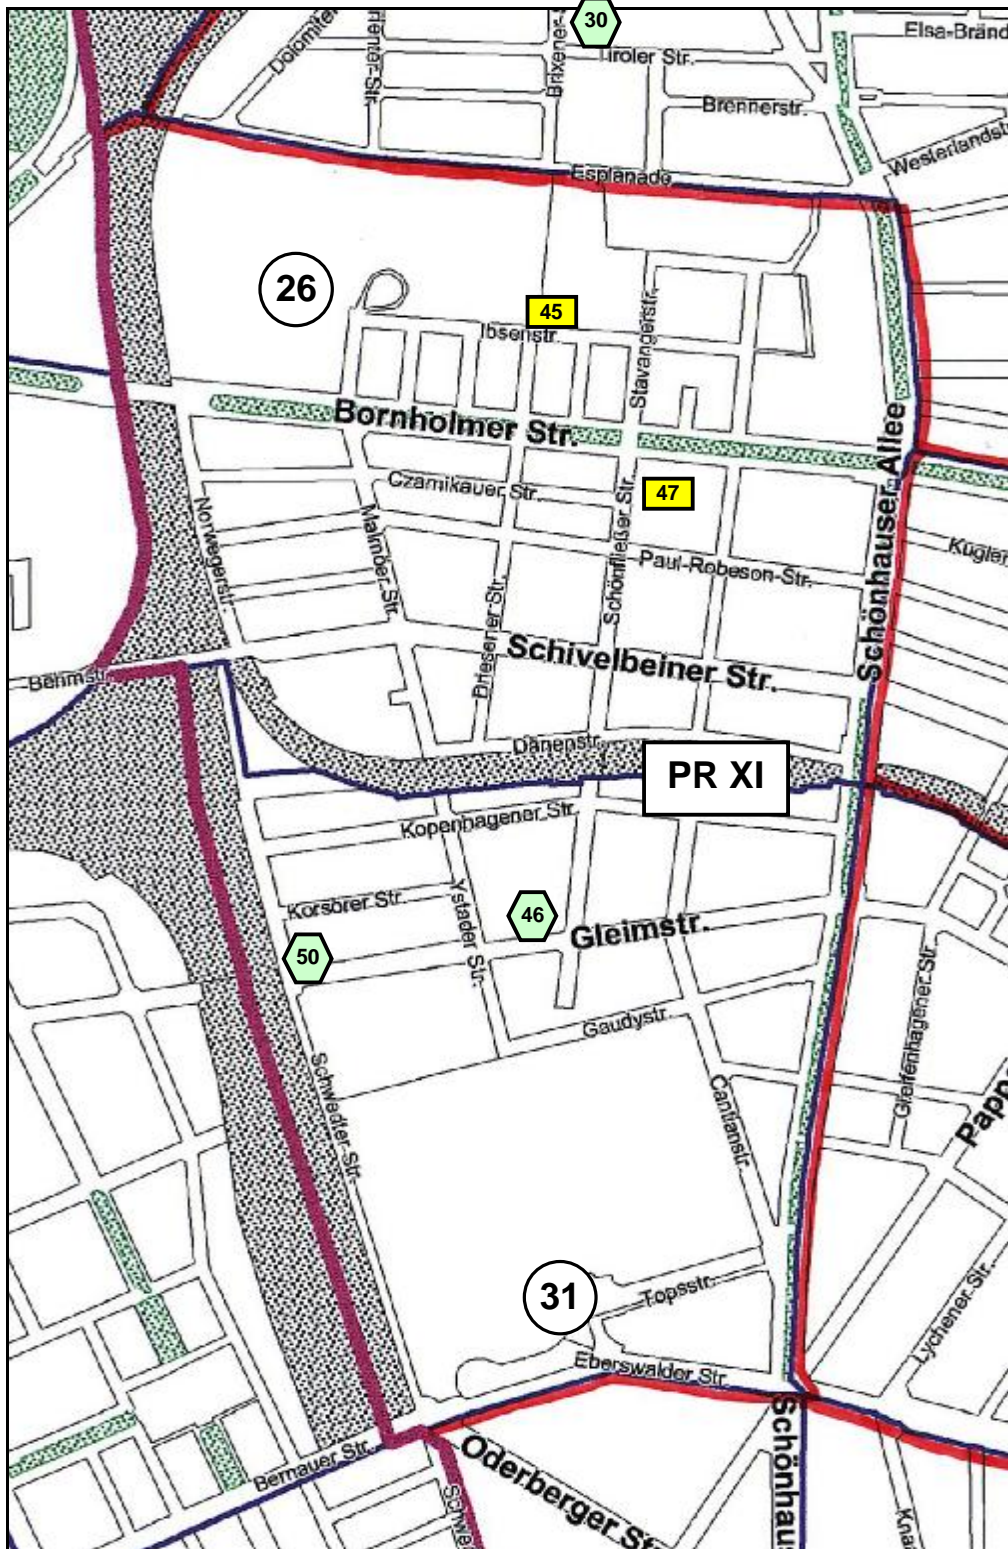 30
Elsa-Bränd
Dolomiten
Brixener-S
Tiroler Str.
Brennerstr.
Westerlandstr
Esplanade
26
45
Ibsenstr.
Stavangerstr.
Bornholmer Str.
Schönhauser Allee
Czarnikauer Str.
47
Norwegerstr.
Malmöer Str.
Schönfließer Str.
Paul-Robeson-Str.
Kugler
Driesener Str.
Schivelbeiner Str.
Behmstr.
Dänenstr.
PR XI
Kopenhagener Str.
Korsörer Str.
Ystader Str.
46
Gleimstr.
50
Gaudystr.
Greifenhagener Str.
Schwedter Str.
Cantianstr.
Papp
31
Topsstr.
Lychener Str.
Eberswalder Str.
Schönhaus
Bernauer Str.
Oderberger St
Schwe
Knaa